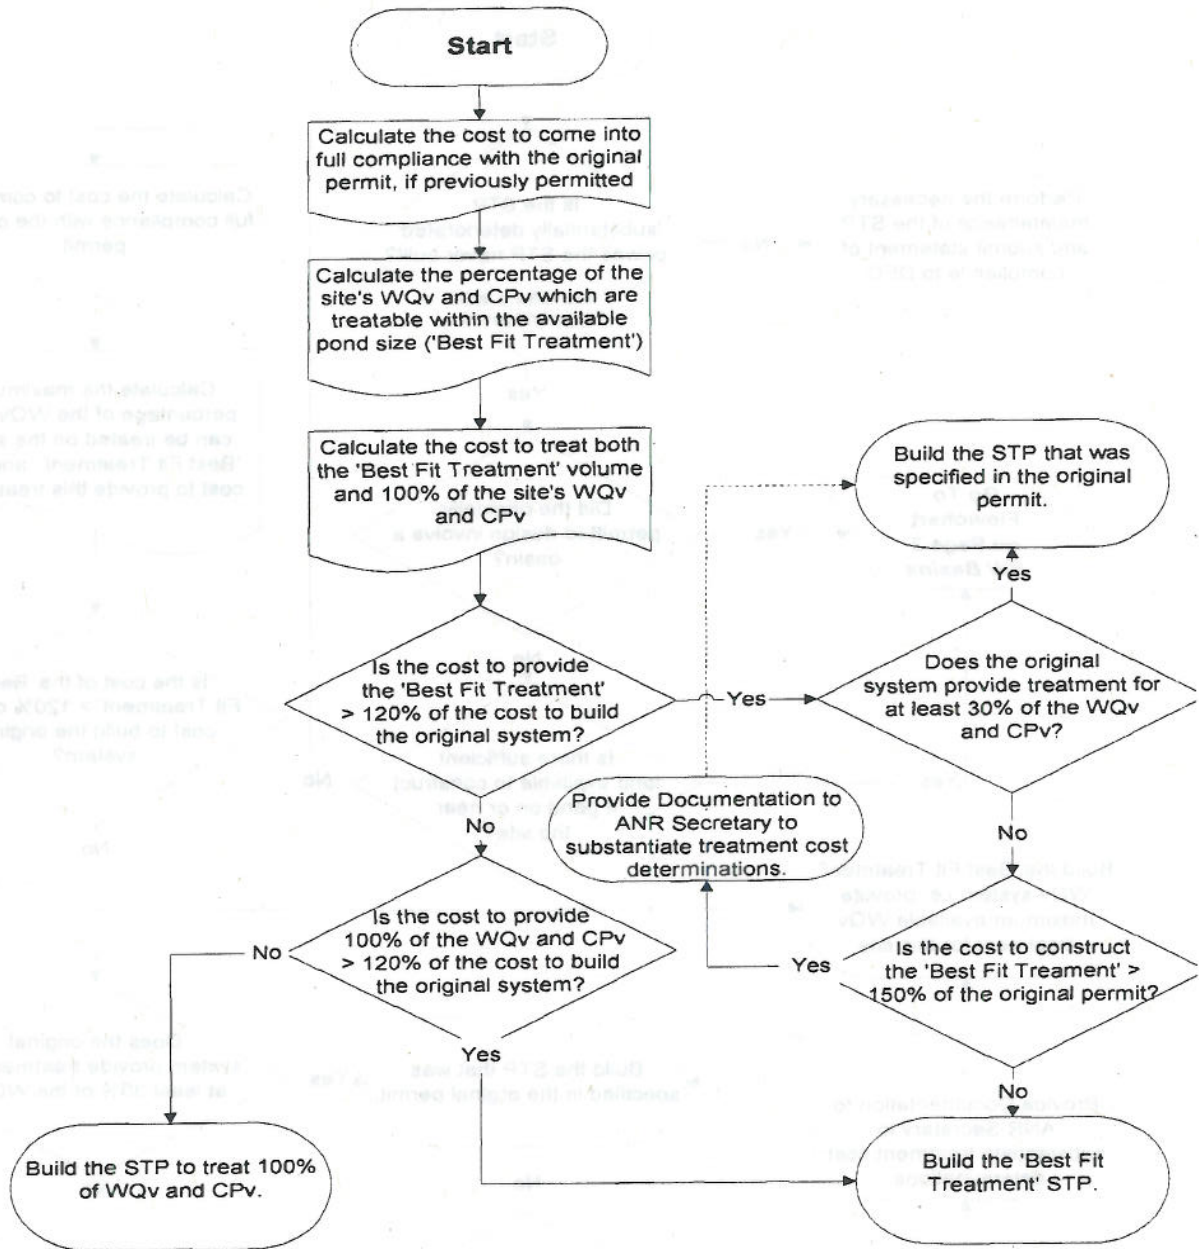 Start
Calculate the cost to come into
full compliance with the original
permit, if previously permitted
Calculate the percentage of the
site's WQv and CPv which are
treatable within the available
pond size ('Best Fit Treatment')
Calculate the cost to treat both
the 'Best Fit Treatment' volume
and 100% of the site's WQv
and CPv
Build the STP that was
specified in the original
permit.
Yes
Is the cost to provide
the 'Best Fit Treatment'
> 120% of the cost to build
the original system?
Yes
Does the original
system provide treatment for
at least 30% of the WQv
and CPv?
No
No
Provide Documentation to
ANR Secretary to
substantiate treatment cost
determinations.
Is the cost to provide
100% of the WQv and CPv
> 120% of the cost to build
the original system?
No
Yes
Is the cost to construct
the 'Best Fit Treament' >
150% of the original permit?
Yes
No
Build the STP to treat 100%
of WQv and CPv.
Build the 'Best Fit
Treatment' STP.